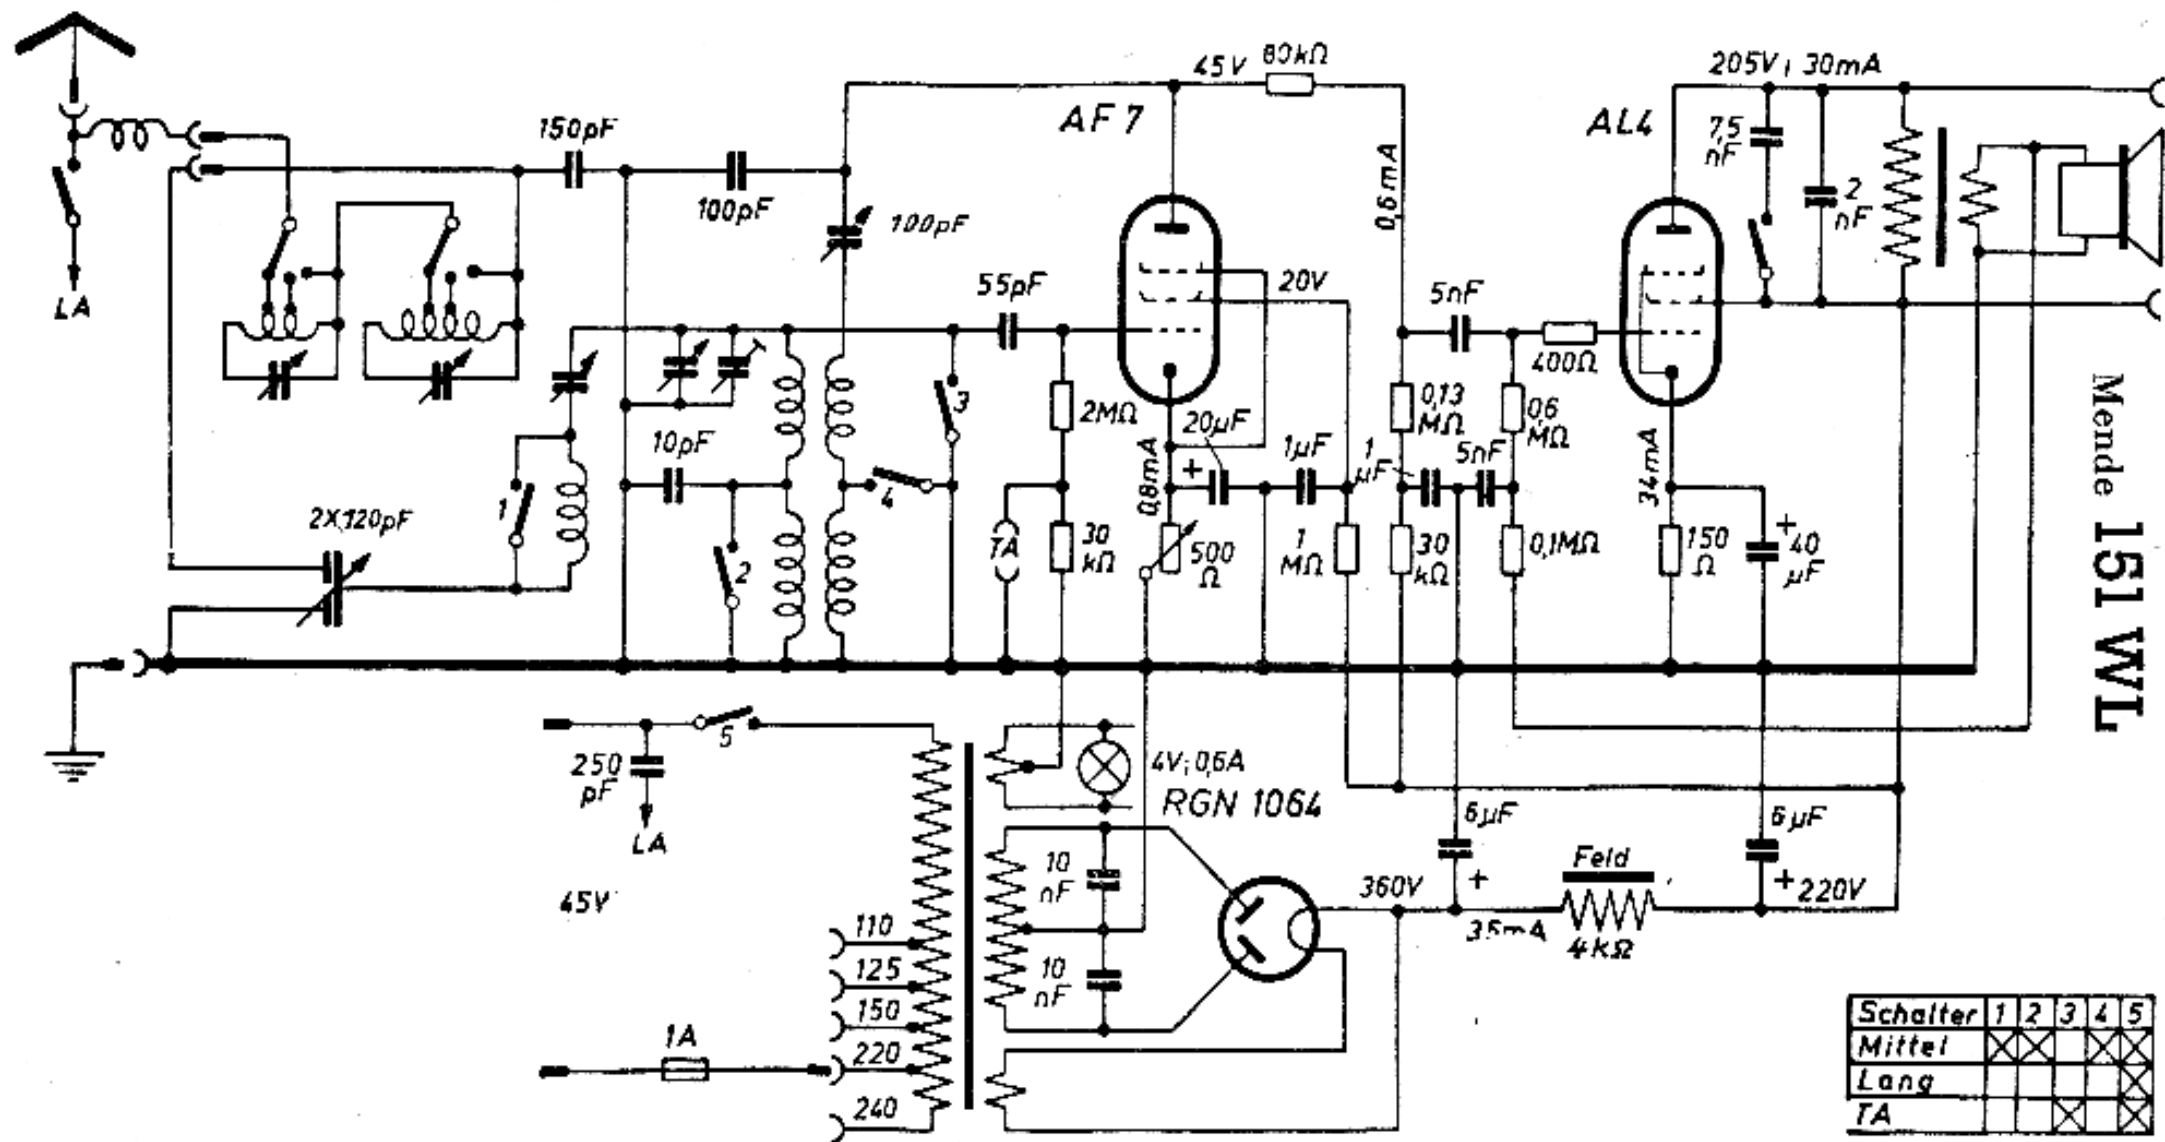 45V
80kΩ
205V; 30mA
AF7
AL4
150pF
100pF
100pF
7,5
nF
2
nF
0,6mA
LA
55pF
20V
5nF
400Ω
2MΩ
3
0,13
MΩ
0,6
MΩ
20µF
+
1µF
1
µF
5nF
10pF
4
0,8mA
34mA
1
2X120pF
2
TA
30
kΩ
500
Ω
1
MΩ
30
kΩ
0,1MΩ
150
Ω
+
40
µF
Mende 151 WL
5
250
pF
LA
4V; 0,6A
RGN 1064
6µF
+
6µF
+
220V
Feld
4kΩ
35mA
360V
10
nF
10
nF
45V
110
125
150
220
240
1A
Schalter 1 2 3 4 5
Mittel
Lang
TA